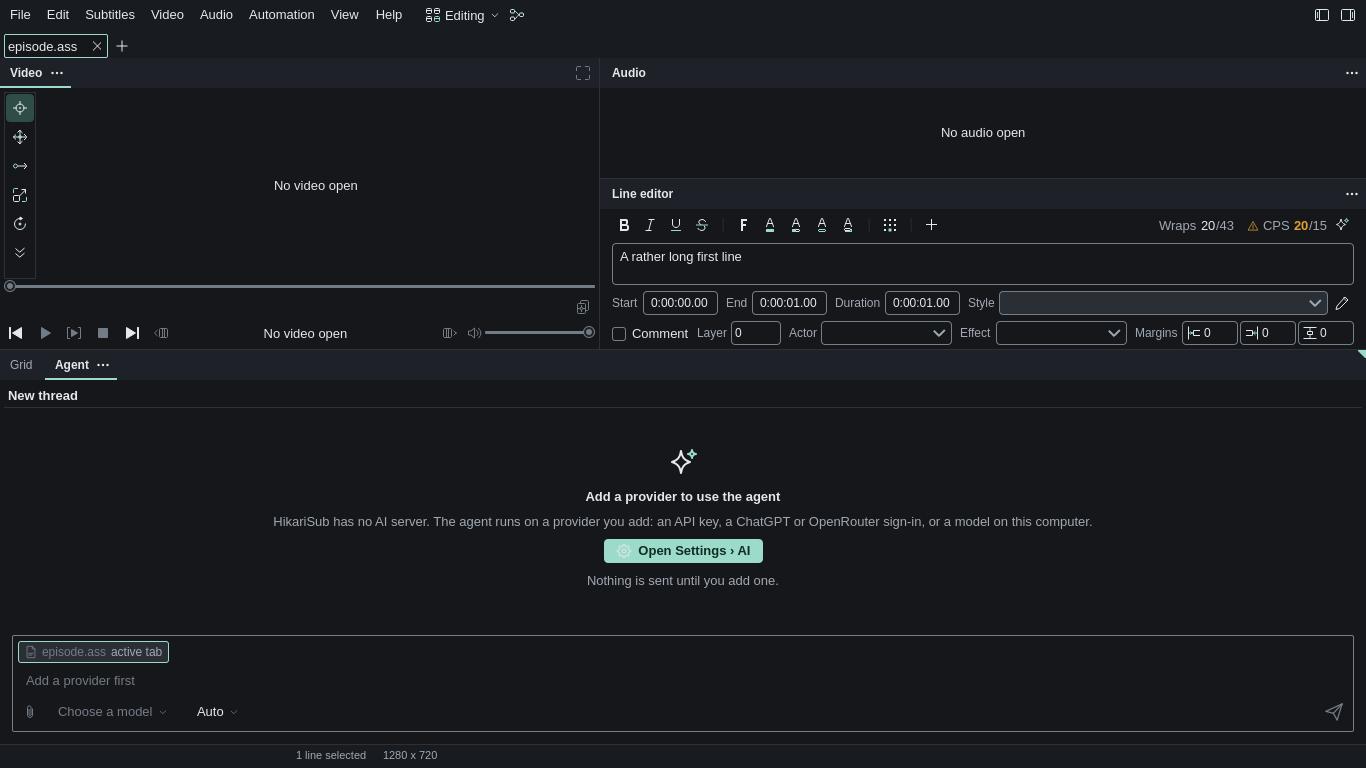 File Edit Subtitles Video Audio Automation View Help Editing
episode.ass
Video
No video open
No video open
Audio
No audio open
Line editor
B I U S F A A A A Wraps 20/43 CPS 20/15
A rather long first line
Start 0:00:00.00 End 0:00:01.00 Duration 0:00:01.00 Style
Comment Layer 0 Actor Effect Margins 0 0 0
Grid Agent
New thread
Add a provider to use the agent
HikariSub has no AI server. The agent runs on a provider you add: an API key, a ChatGPT or OpenRouter sign-in, or a model on this computer.
Open Settings › AI
Nothing is sent until you add one.
episode.ass active tab
Add a provider first
Choose a model Auto
1 line selected 1280 x 720